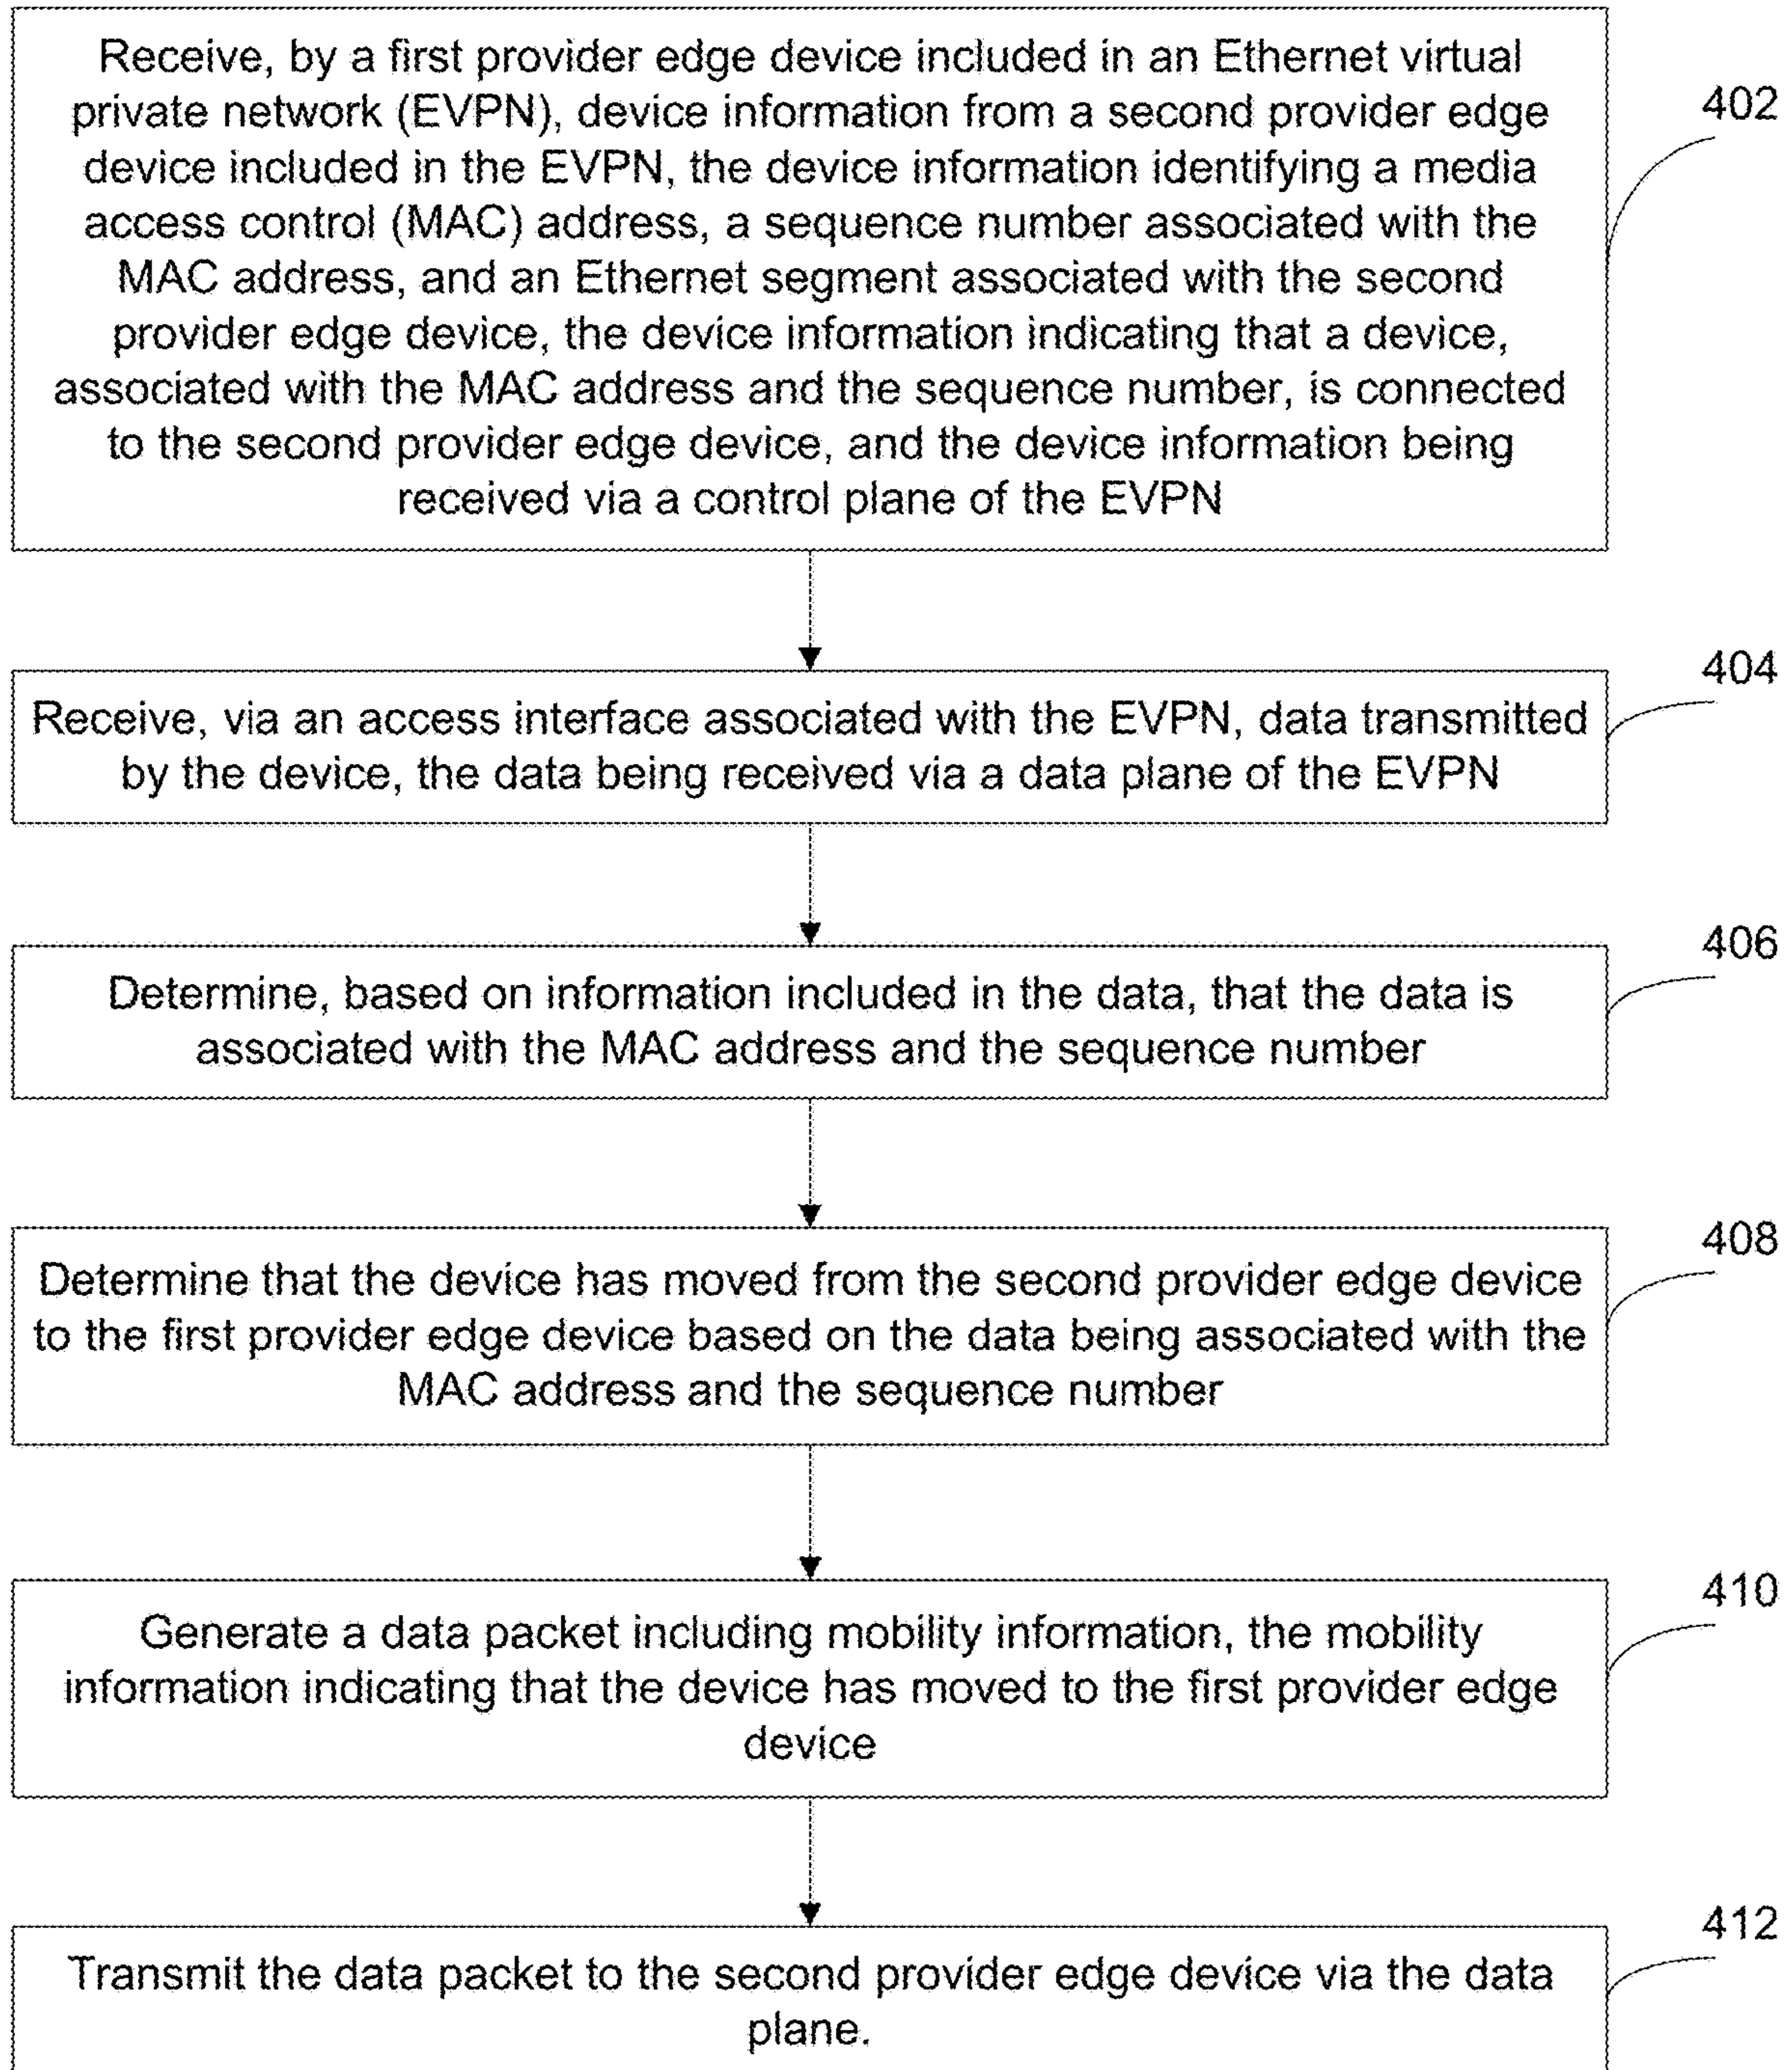 Receive, by a first provider edge device included in an Ethernet virtual
private network (EVPN), device information from a second provider edge
device included in the EVPN, the device information identifying a media
access control (MAC) address, a sequence number associated with the
MAC address, and an Ethernet segment associated with the second
provider edge device, the device information indicating that a device,
associated with the MAC address and the sequence number, is connected
to the second provider edge device, and the device information being
received via a control plane of the EVPN
402
Receive, via an access interface associated with the EVPN, data transmitted
by the device, the data being received via a data plane of the EVPN
404
Determine, based on information included in the data, that the data is
associated with the MAC address and the sequence number
406
Determine that the device has moved from the second provider edge device
to the first provider edge device based on the data being associated with the
MAC address and the sequence number
408
Generate a data packet including mobility information, the mobility
information indicating that the device has moved to the first provider edge
device
410
Transmit the data packet to the second provider edge device via the data
plane.
412